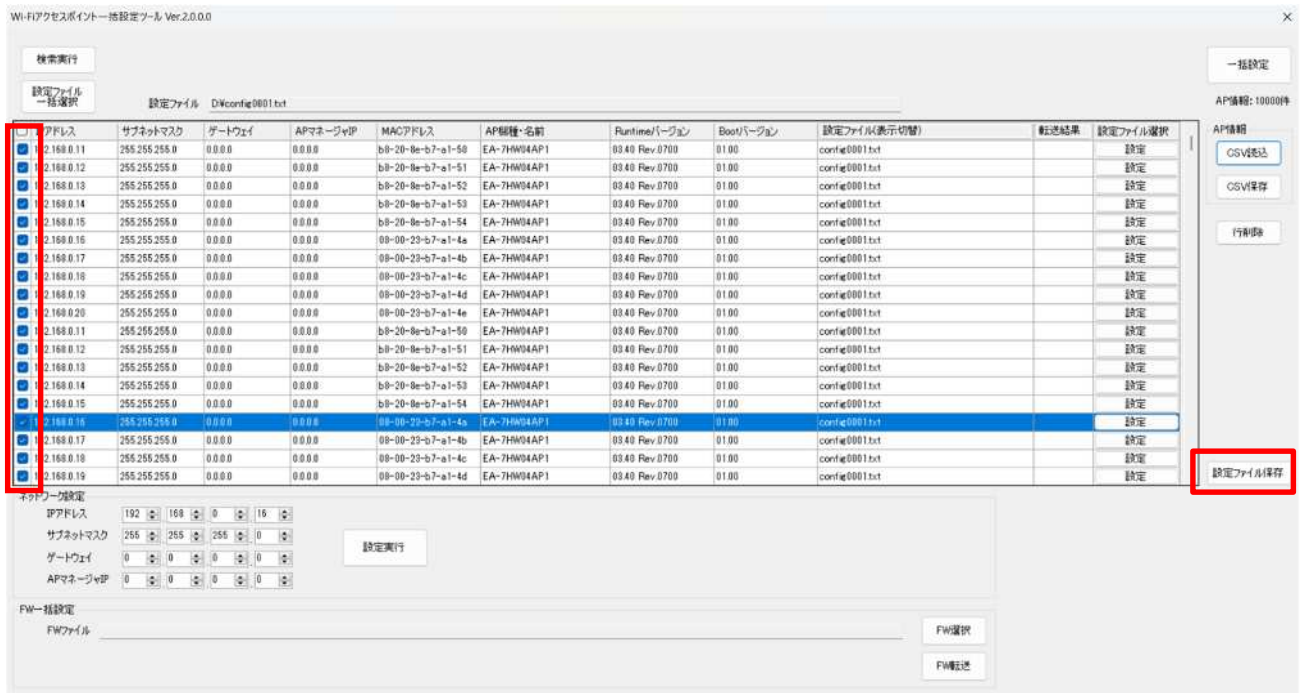 Wi-Fiアクセスポイント一括設定ツール Ver.2.0.0.0 ×
検索実行
一括設定
設定ファイル
一括選択
設定ファイル D:¥config0001.txt
AP情報: 10000件
IPアドレス サブネットマスク ゲートウェイ APマネージャIP MACアドレス AP機種・名前 Runtimeバージョン Bootバージョン 設定ファイル(表示切替) 転送結果 設定ファイル選択
192.168.0.11 255.255.255.0 0.0.0.0 0.0.0.0 b8-20-8e-b7-a1-50 EA-7HW04AP1 03.40 Rev.0700 01.00 config0001.txt 設定
192.168.0.12 255.255.255.0 0.0.0.0 0.0.0.0 b8-20-8e-b7-a1-51 EA-7HW04AP1 03.40 Rev.0700 01.00 config0001.txt 設定
192.168.0.13 255.255.255.0 0.0.0.0 0.0.0.0 b8-20-8e-b7-a1-52 EA-7HW04AP1 03.40 Rev.0700 01.00 config0001.txt 設定
192.168.0.14 255.255.255.0 0.0.0.0 0.0.0.0 b8-20-8e-b7-a1-53 EA-7HW04AP1 03.40 Rev.0700 01.00 config0001.txt 設定
192.168.0.15 255.255.255.0 0.0.0.0 0.0.0.0 b8-20-8e-b7-a1-54 EA-7HW04AP1 03.40 Rev.0700 01.00 config0001.txt 設定
192.168.0.16 255.255.255.0 0.0.0.0 0.0.0.0 08-00-23-b7-a1-4a EA-7HW04AP1 03.40 Rev.0700 01.00 config0001.txt 設定
192.168.0.17 255.255.255.0 0.0.0.0 0.0.0.0 08-00-23-b7-a1-4b EA-7HW04AP1 03.40 Rev.0700 01.00 config0001.txt 設定
192.168.0.18 255.255.255.0 0.0.0.0 0.0.0.0 08-00-23-b7-a1-4c EA-7HW04AP1 03.40 Rev.0700 01.00 config0001.txt 設定
192.168.0.19 255.255.255.0 0.0.0.0 0.0.0.0 08-00-23-b7-a1-4d EA-7HW04AP1 03.40 Rev.0700 01.00 config0001.txt 設定
192.168.0.20 255.255.255.0 0.0.0.0 0.0.0.0 08-00-23-b7-a1-4e EA-7HW04AP1 03.40 Rev.0700 01.00 config0001.txt 設定
192.168.0.11 255.255.255.0 0.0.0.0 0.0.0.0 b8-20-8e-b7-a1-50 EA-7HW04AP1 03.40 Rev.0700 01.00 config0001.txt 設定
192.168.0.12 255.255.255.0 0.0.0.0 0.0.0.0 b8-20-8e-b7-a1-51 EA-7HW04AP1 03.40 Rev.0700 01.00 config0001.txt 設定
192.168.0.13 255.255.255.0 0.0.0.0 0.0.0.0 b8-20-8e-b7-a1-52 EA-7HW04AP1 03.40 Rev.0700 01.00 config0001.txt 設定
192.168.0.14 255.255.255.0 0.0.0.0 0.0.0.0 b8-20-8e-b7-a1-53 EA-7HW04AP1 03.40 Rev.0700 01.00 config0001.txt 設定
192.168.0.15 255.255.255.0 0.0.0.0 0.0.0.0 b8-20-8e-b7-a1-54 EA-7HW04AP1 03.40 Rev.0700 01.00 config0001.txt 設定
192.168.0.16 255.255.255.0 0.0.0.0 0.0.0.0 08-00-23-b7-a1-4a EA-7HW04AP1 03.40 Rev.0700 01.00 config0001.txt 設定
192.168.0.17 255.255.255.0 0.0.0.0 0.0.0.0 08-00-23-b7-a1-4b EA-7HW04AP1 03.40 Rev.0700 01.00 config0001.txt 設定
192.168.0.18 255.255.255.0 0.0.0.0 0.0.0.0 08-00-23-b7-a1-4c EA-7HW04AP1 03.40 Rev.0700 01.00 config0001.txt 設定
192.168.0.19 255.255.255.0 0.0.0.0 0.0.0.0 08-00-23-b7-a1-4d EA-7HW04AP1 03.40 Rev.0700 01.00 config0001.txt 設定
AP情報
CSV読込
CSV保存
行削除
設定ファイル保存
ネットワーク設定
IPアドレス 192 168 0 16
サブネットマスク 255 255 255 0
ゲートウェイ 0 0 0 0
APマネージャIP 0 0 0 0
設定実行
FW一括設定
FWファイル
FW選択
FW転送